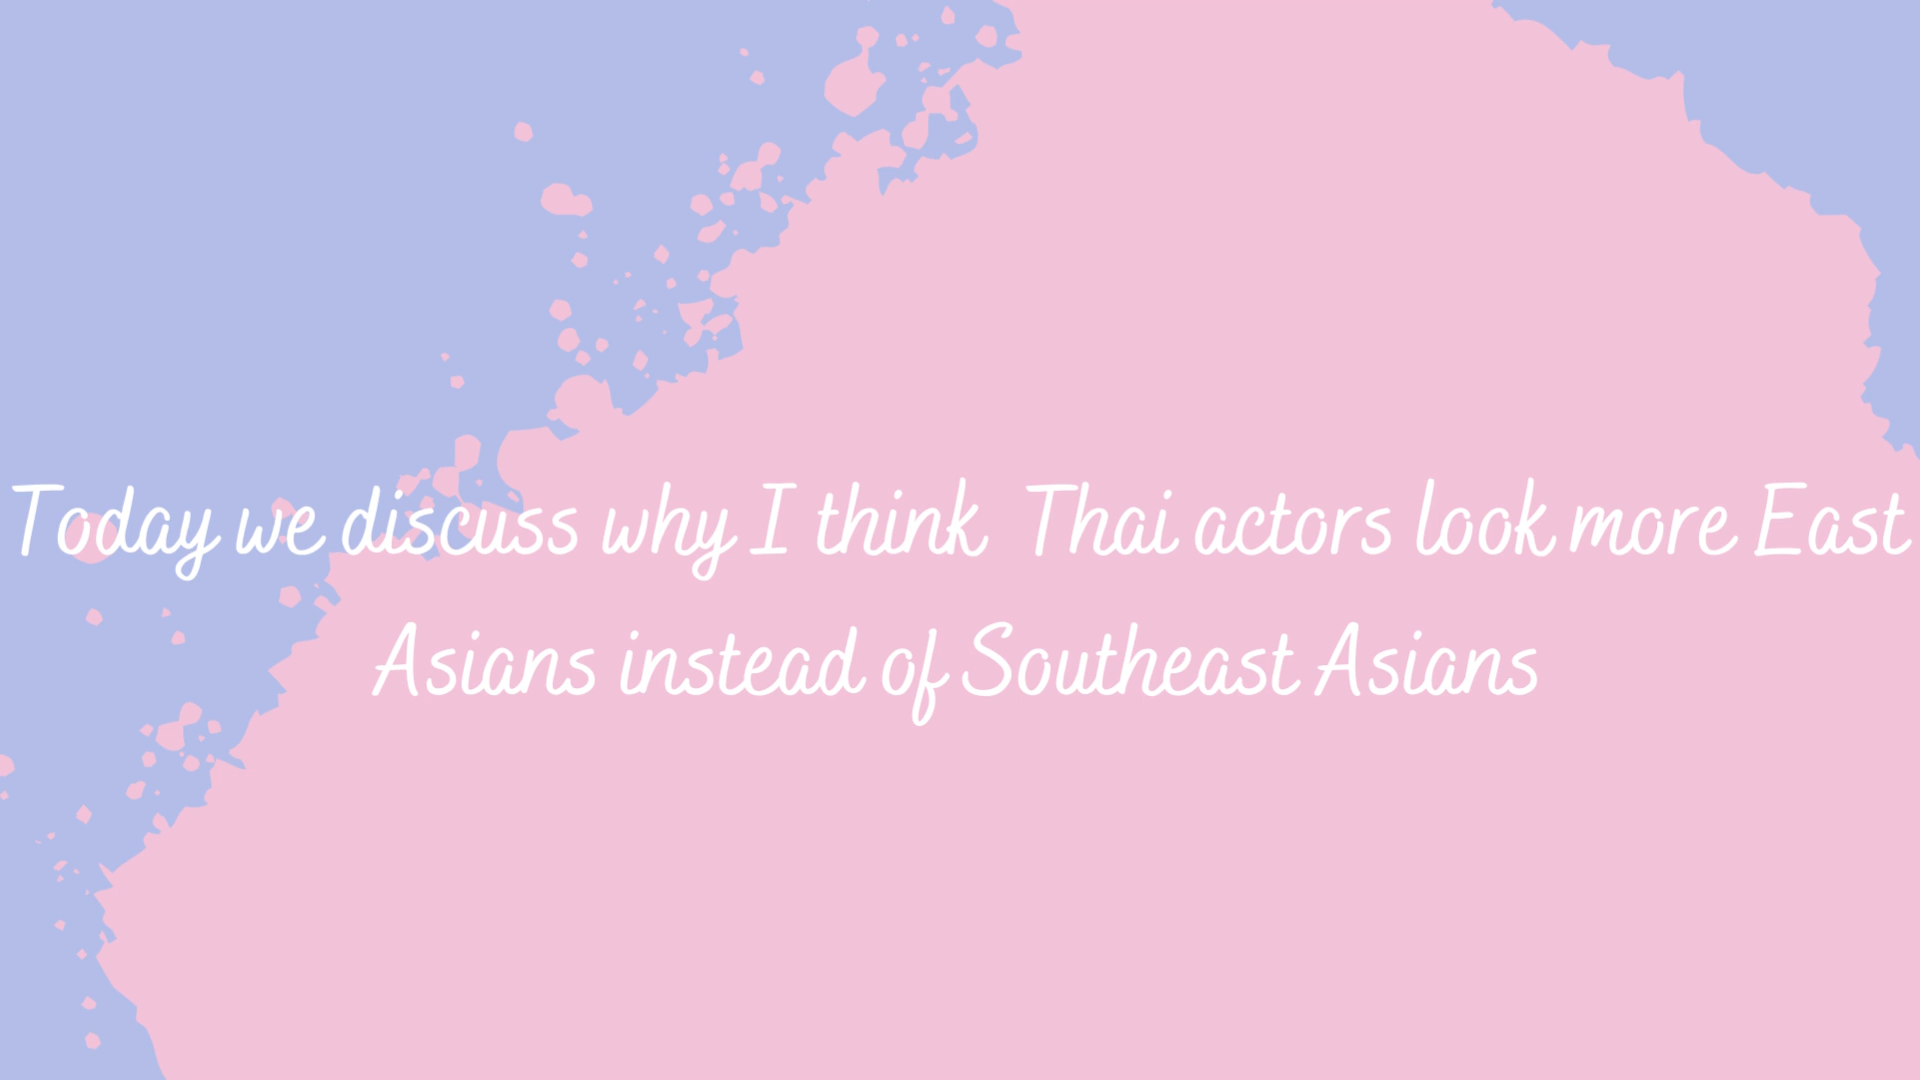 Today we discuss why I think Thai actors look more East
Asians instead of Southeast Asians